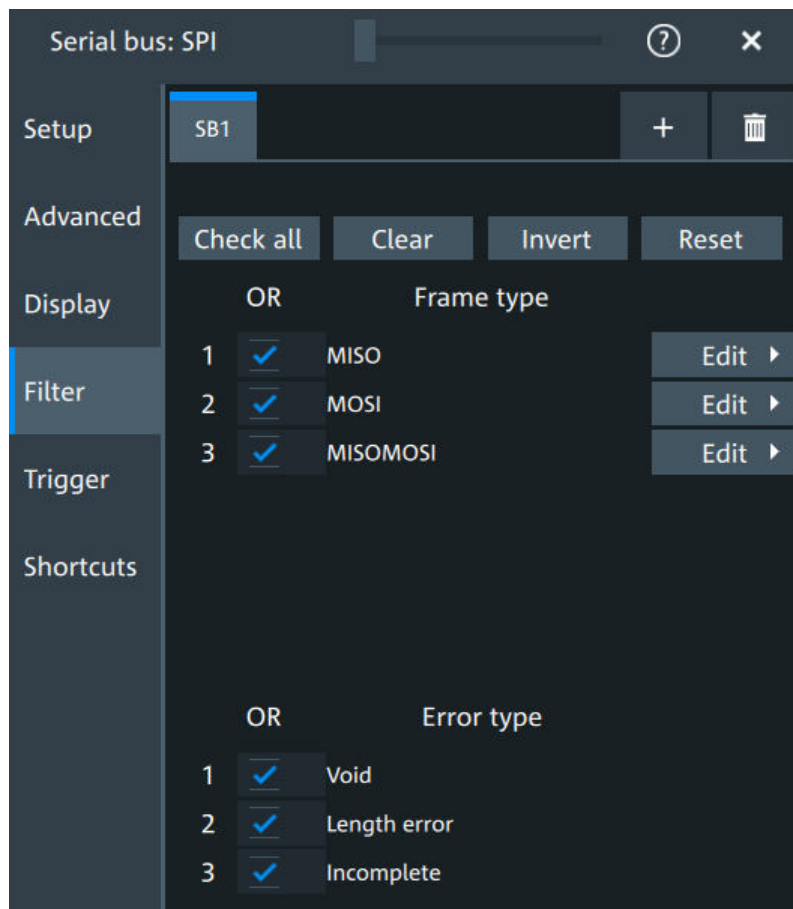 Serial bus: SPI
?
Setup
SB1
+
Advanced
Check all Clear Invert Reset
Display
OR Frame type
1 MISO Edit
Filter
2 MOSI Edit
3 MISOMOSI Edit
Trigger
Shortcuts
OR Error type
1 Void
2 Length error
3 Incomplete